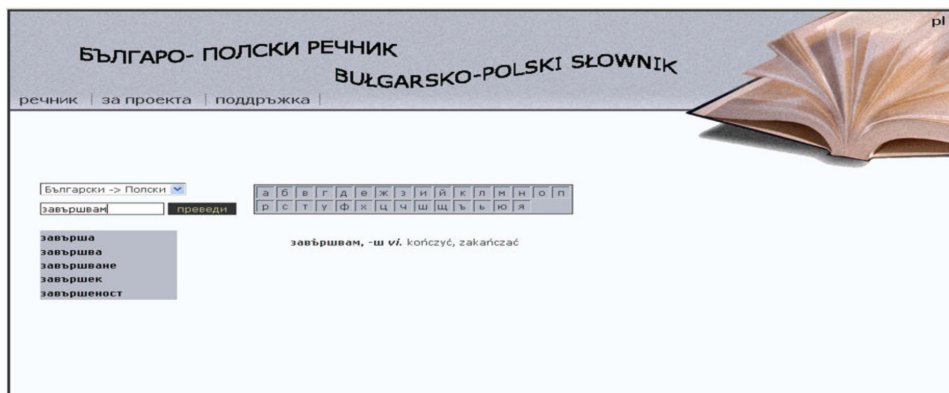 pl
БЪЛГАРО- ПОЛСКИ РЕЧНИК
BUŁGARSKO-POLSKI SŁOWNIK
речник | за проекта | поддръжка |
Български -> Полски
завършвам преведи
а б в г д е ж з и й к л м н о п
р с т у ф х ц ч ш щ ъ ь ю я
завърша
завършва
завършване
завършек
завършеност
завършвам, -ш vi. kończyć, zakańczać